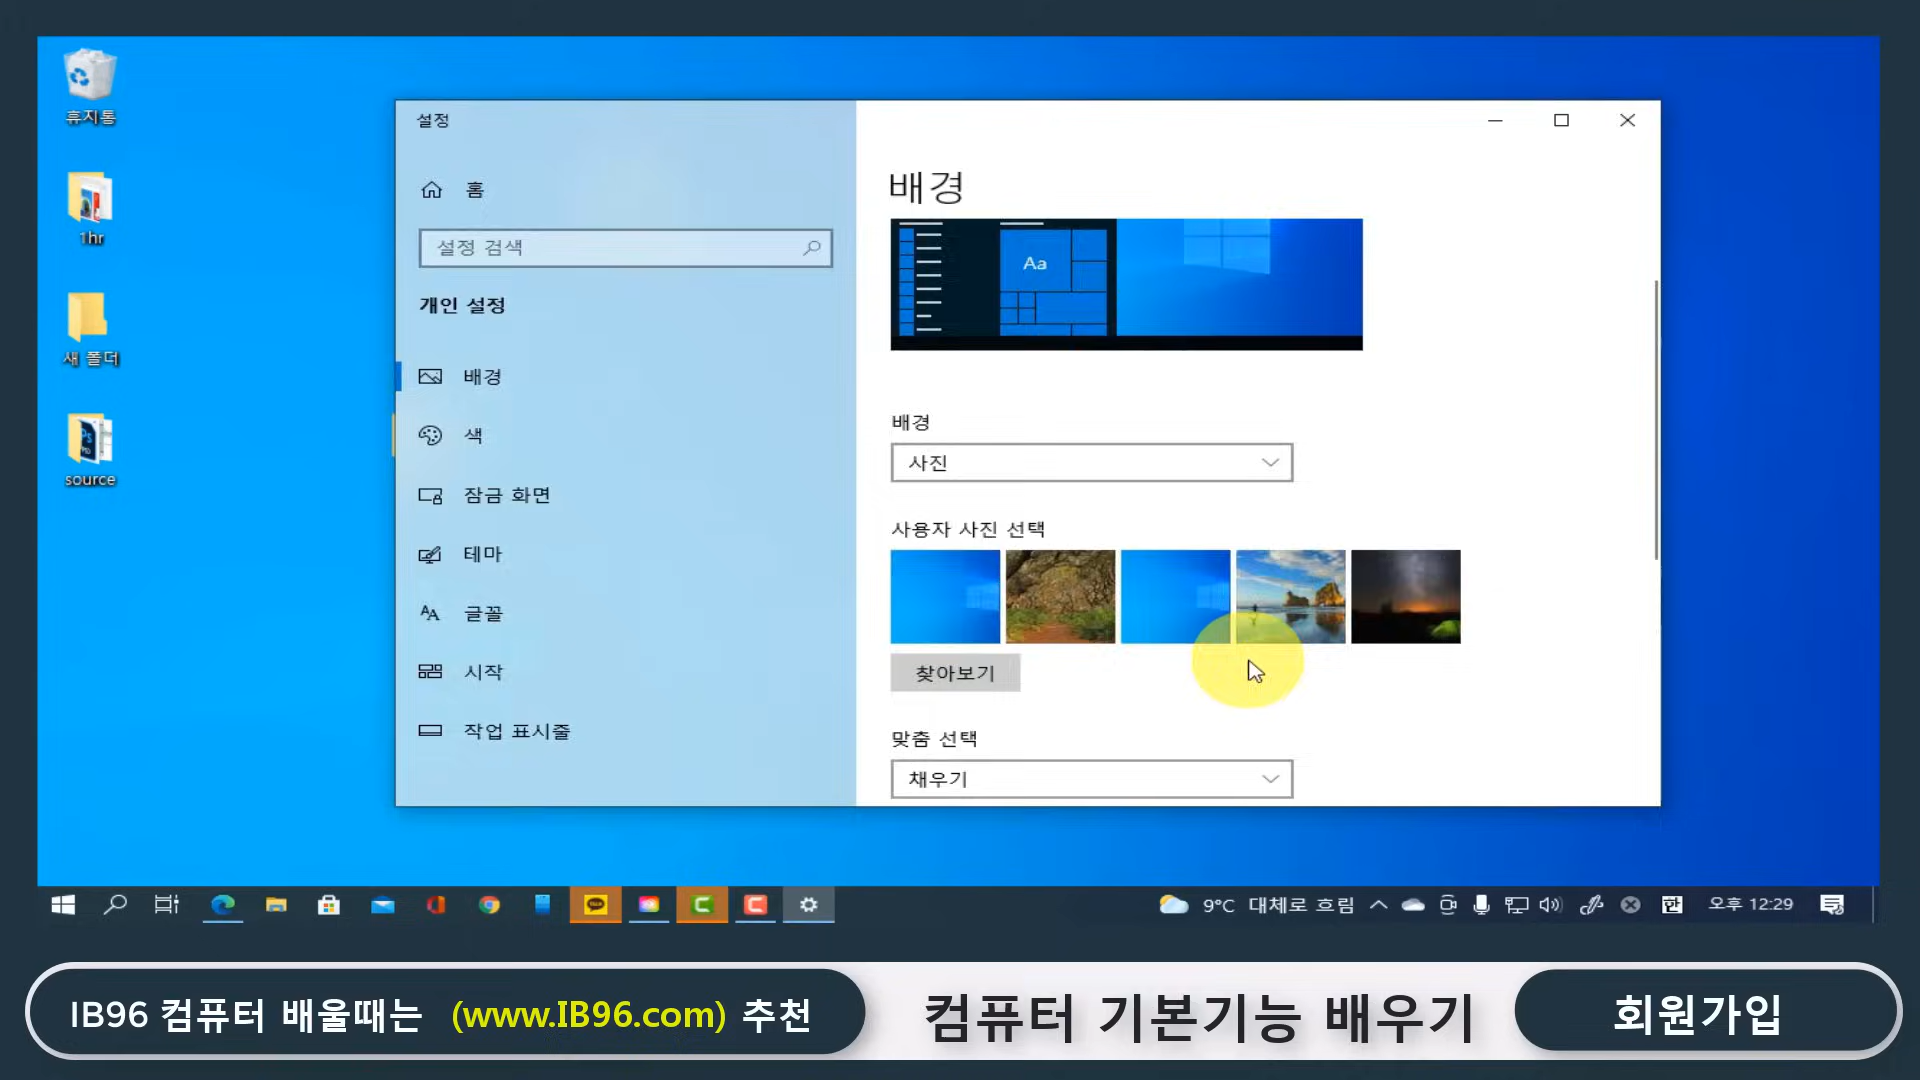 휴지통
1hr
새 폴더
source
설정
홈
설정 검색
개인 설정
배경
색
잠금 화면
테마
글꼴
시작
작업 표시줄
배경
Aa
배경
사진
사용자 사진 선택
찾아보기
맞춤 선택
채우기
9°C 대체로 흐림
한
오후 12:29
IB96 컴퓨터 배울때는 (www.IB96.com) 추천
컴퓨터 기본기능 배우기
회원가입